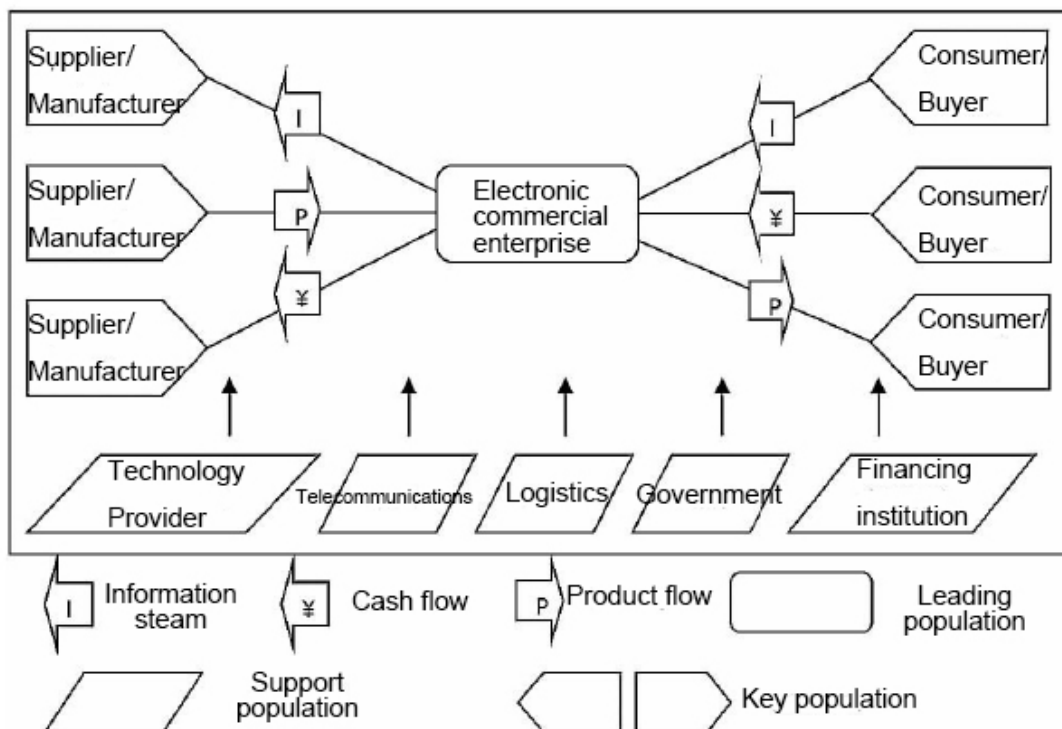 Supplier/
Manufacturer
I
I
Consumer/
Buyer
Supplier/
Manufacturer
P
Electronic
commercial
enterprise
¥
Consumer/
Buyer
Supplier/
Manufacturer
¥
P
Consumer/
Buyer
Technology
Provider
Telecommunications
Logistics
Government
Financing
institution
I
Information
steam
¥
Cash flow
P
Product flow
Leading
population
Support
population
Key population